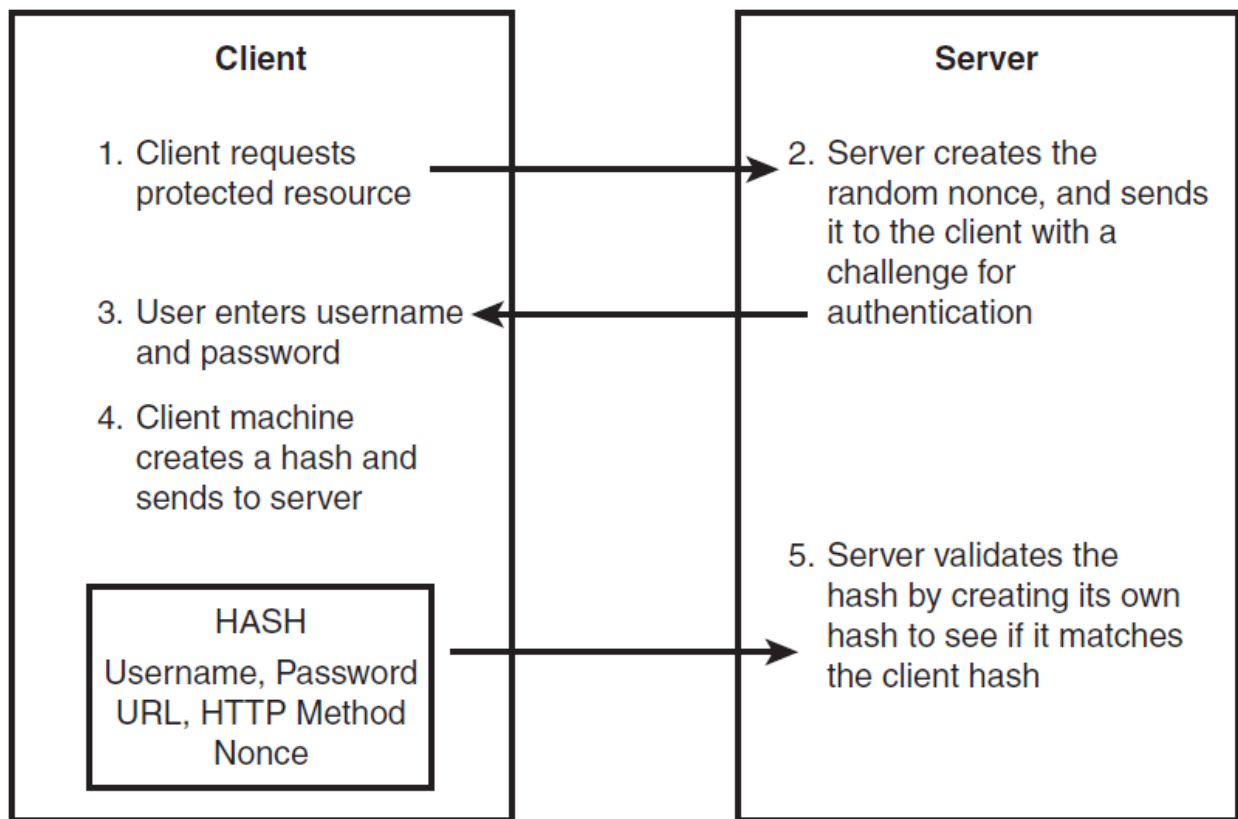 Client
1. Client requests
protected resource
3. User enters username
and password
4. Client machine
creates a hash and
sends to server
HASH
Username, Password
URL, HTTP Method
Nonce
Server
2. Server creates the
random nonce, and sends
it to the client with a
challenge for
authentication
5. Server validates the
hash by creating its own
hash to see if it matches
the client hash